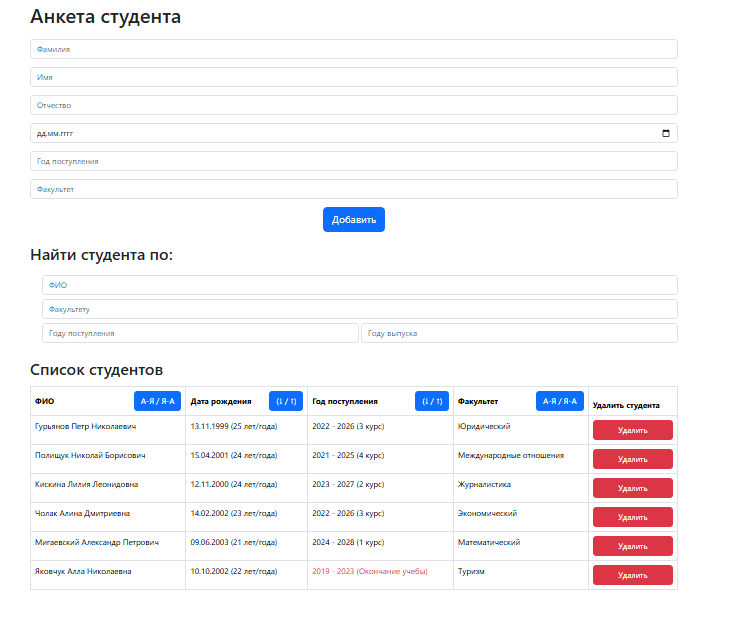 Анкета студента
Фамилия
Имя
Отчество
дд.мм.гггг
Год поступления
Факультет
Добавить
Найти студента по:
ФИО
Факультету
Году поступления Году выпуска
Список студентов
ФИО А-Я / Я-А Дата рождения (↓ / ↑) Год поступления (↓ / ↑) Факультет А-Я / Я-А Удалить студента
Гурьянов Петр Николаевич 13.11.1999 (25 лет/года) 2022 - 2026 (3 курс) Юридический Удалить
Полищук Николай Борисович 15.04.2001 (24 лет/года) 2021 - 2025 (4 курс) Международные отношения Удалить
Кискина Лилия Леонидовна 12.11.2000 (24 лет/года) 2023 - 2027 (2 курс) Журналистика Удалить
Чолак Алина Дмитриевна 14.02.2002 (23 лет/года) 2022 - 2026 (3 курс) Экономический Удалить
Мигаевский Александр Петрович 09.06.2003 (21 лет/года) 2024 - 2028 (1 курс) Математический Удалить
Яковчук Алла Николаевна 10.10.2002 (22 лет/года) 2019 - 2023 (Окончание учебы) Туризм Удалить